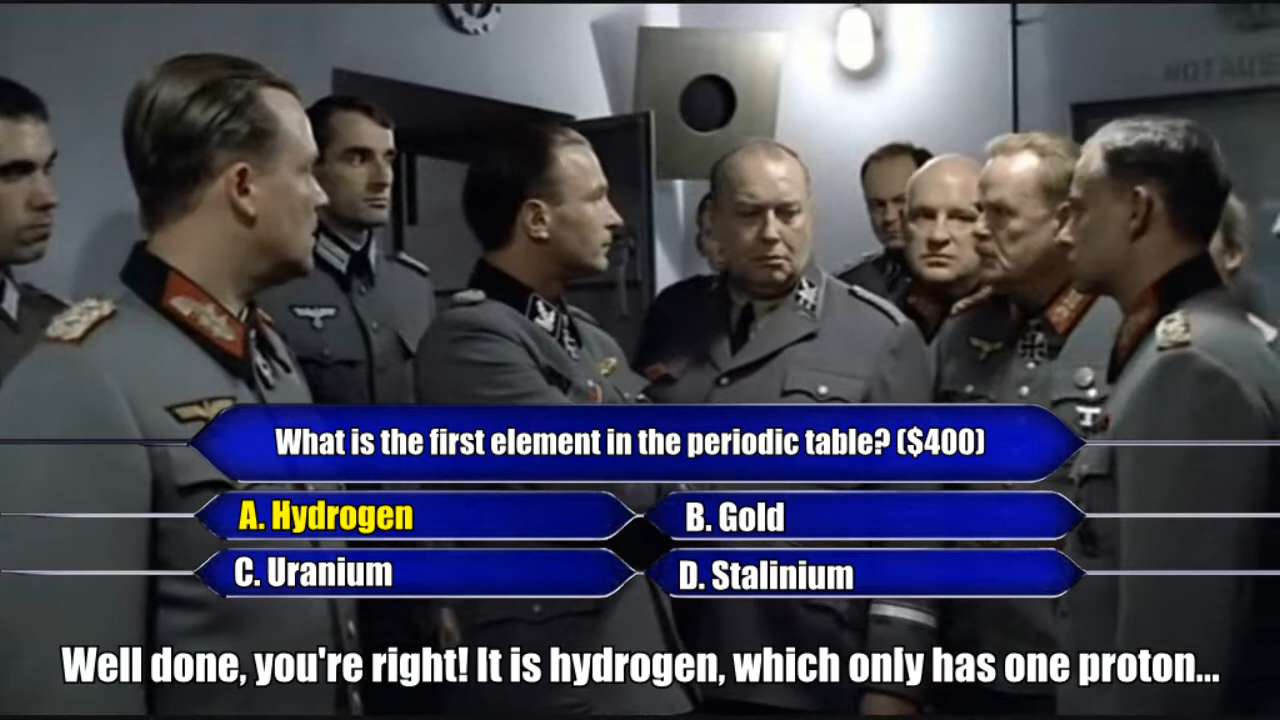 NOTAUS
What is the first element in the periodic table? ($400)
A. Hydrogen
B. Gold
C. Uranium
D. Stalinium
Well done, you're right! It is hydrogen, which only has one proton...